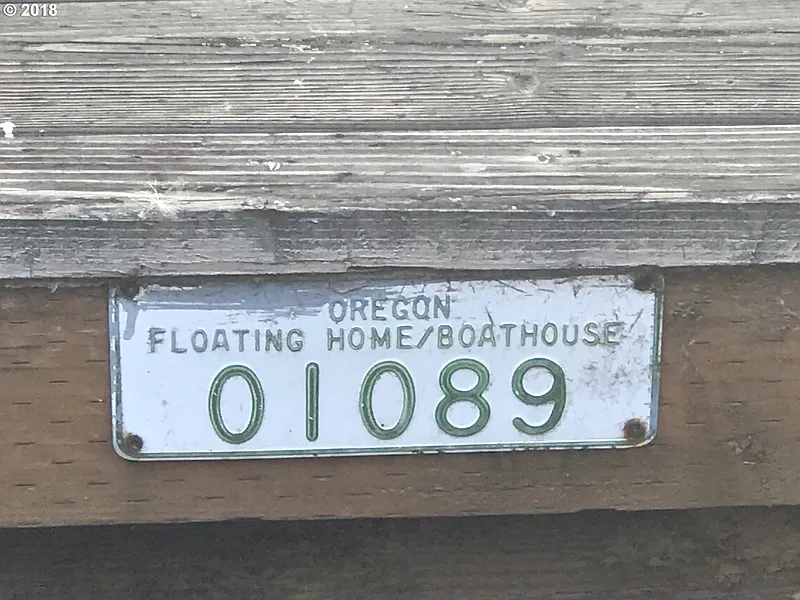 © 2018
OREGON
FLOATING HOME/BOATHOUSE
01089